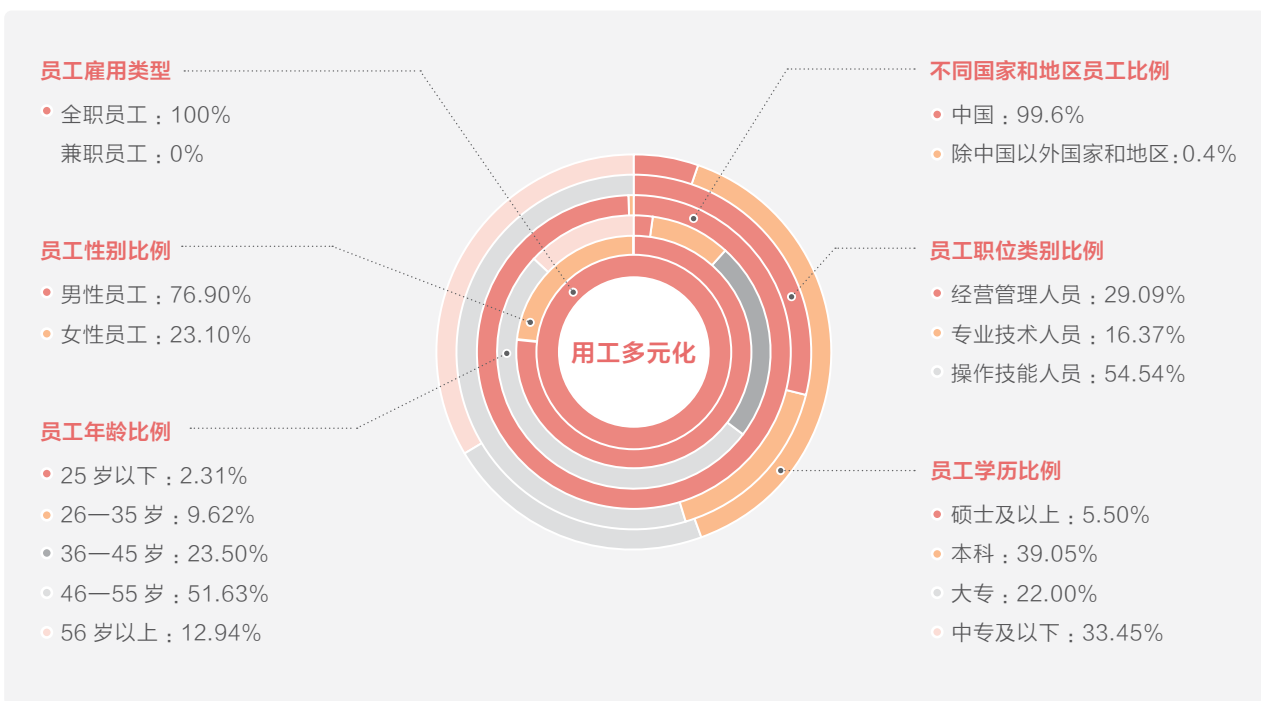 员工雇用类型
全职员工：100%
兼职员工：0%
员工性别比例
男性员工：76.90%
女性员工：23.10%
员工年龄比例
25 岁以下：2.31%
26—35 岁：9.62%
36—45 岁：23.50%
46—55 岁：51.63%
56 岁以上：12.94%
用工多元化
不同国家和地区员工比例
中国：99.6%
除中国以外国家和地区：0.4%
员工职位类别比例
经营管理人员：29.09%
专业技术人员：16.37%
操作技能人员：54.54%
员工学历比例
硕士及以上：5.50%
本科：39.05%
大专：22.00%
中专及以下：33.45%